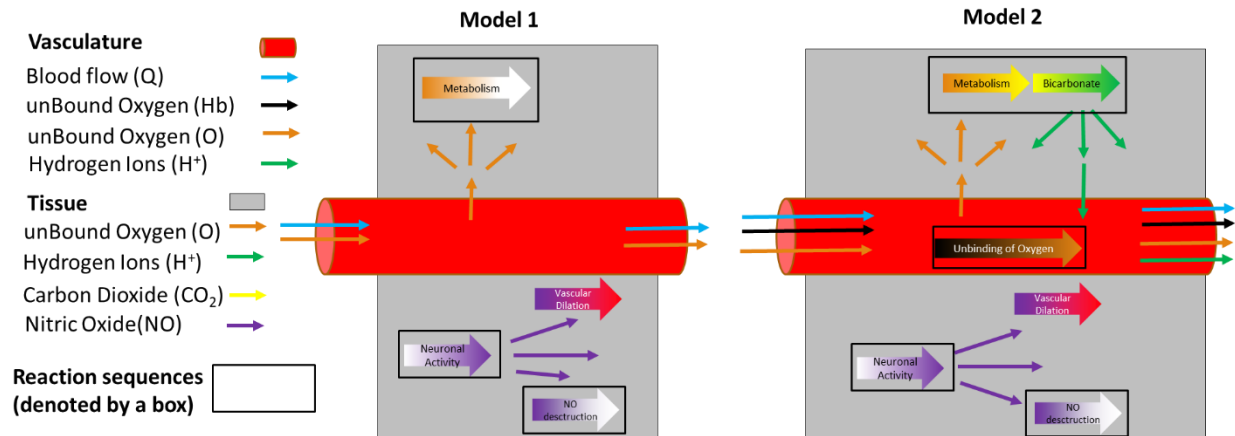 Model 1
Model 2
Vasculature
Blood flow (Q)
unBound Oxygen (Hb)
unBound Oxygen (O)
Hydrogen Ions (H⁺)
Tissue
unBound Oxygen (O)
Hydrogen Ions (H⁺)
Carbon Dioxide (CO₂)
Nitric Oxide(NO)
Reaction sequences
(denoted by a box)
Metabolism
Vascular
Dilation
Neuronal
Activity
NO
desctruction
Metabolism
Bicarbonate
Unbinding of Oxygen
Vascular
Dilation
Neuronal
Activity
NO
desctruction